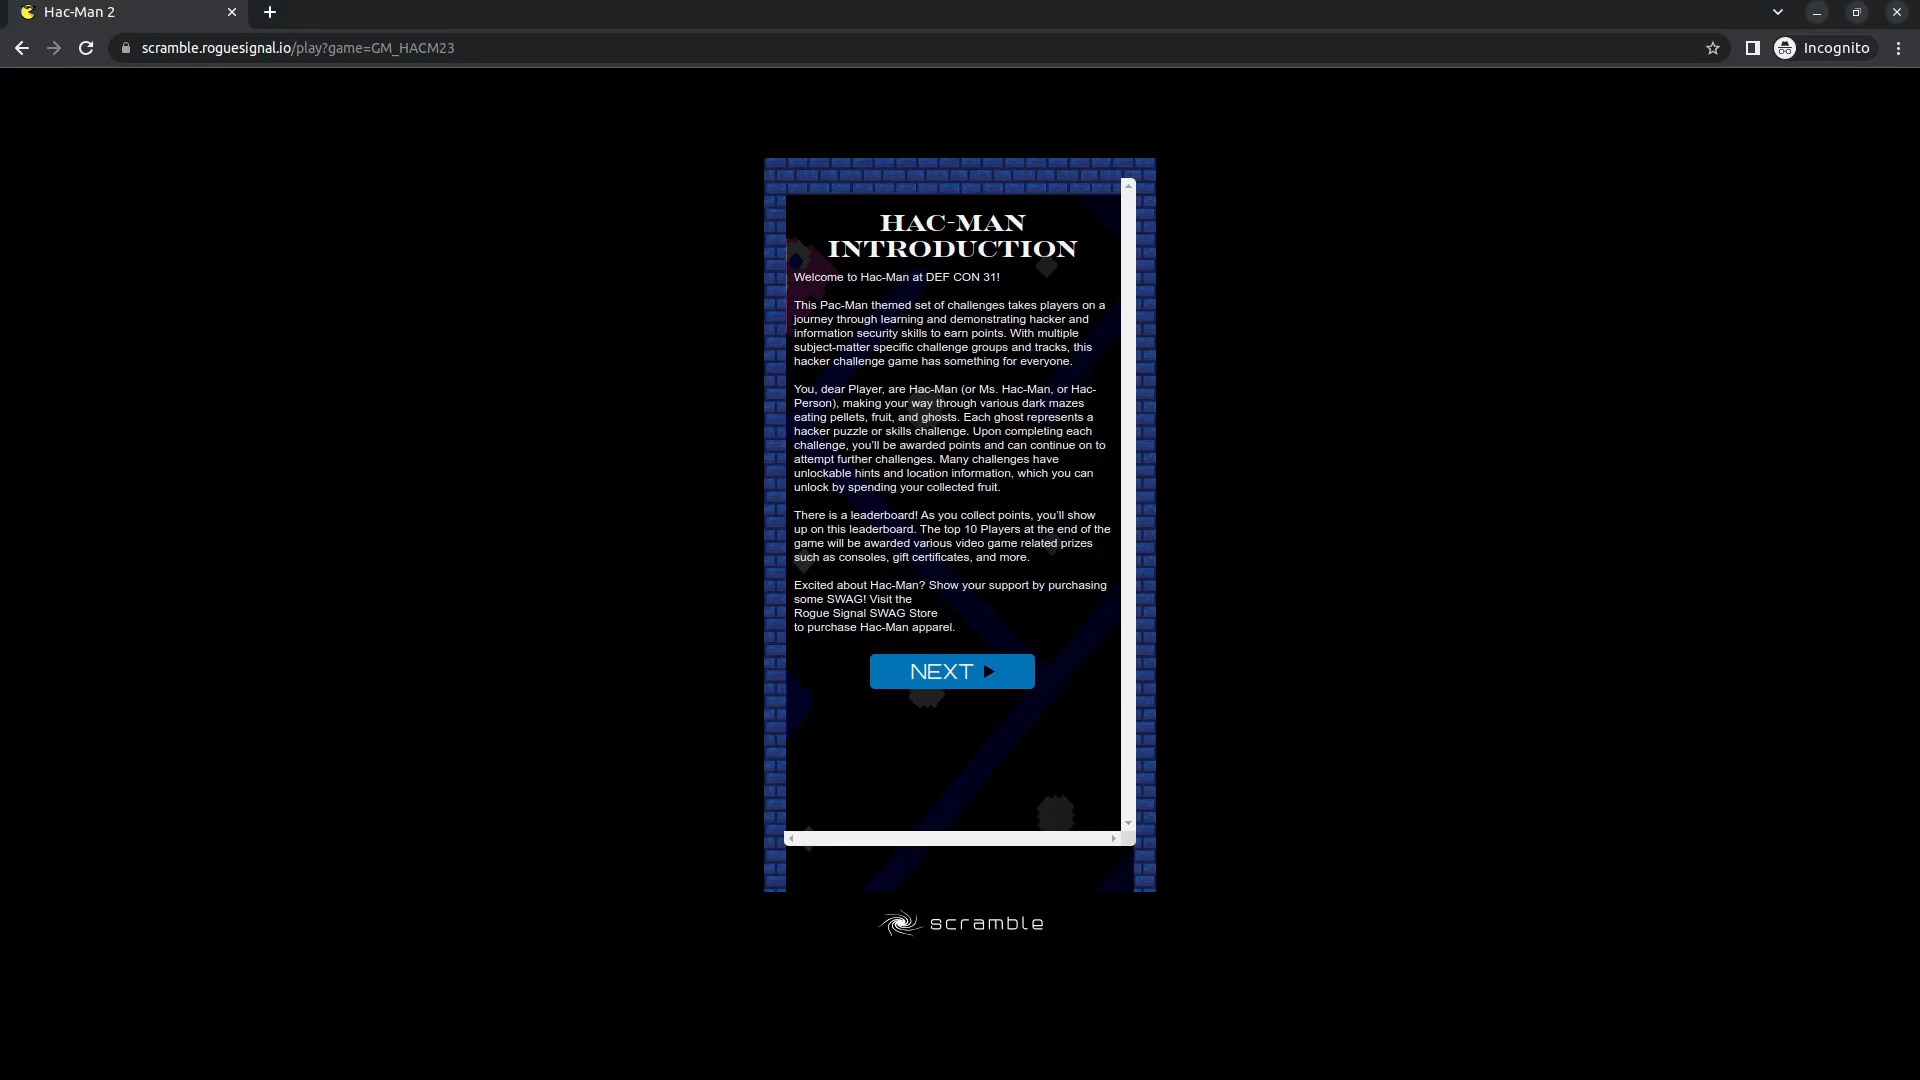 Hac-Man 2
scramble.roguesignal.io/play?game=GM_HACM23
Incognito
HAC-MAN
INTRODUCTION
Welcome to Hac-Man at DEF CON 31!
This Pac-Man themed set of challenges takes players on a
journey through learning and demonstrating hacker and
information security skills to earn points. With multiple
subject-matter specific challenge groups and tracks, this
hacker challenge game has something for everyone.
You, dear Player, are Hac-Man (or Ms. Hac-Man, or Hac-
Person), making your way through various dark mazes
eating pellets, fruit, and ghosts. Each ghost represents a
hacker puzzle or skills challenge. Upon completing each
challenge, you'll be awarded points and can continue on to
attempt further challenges. Many challenges have
unlockable hints and location information, which you can
unlock by spending your collected fruit.
There is a leaderboard! As you collect points, you'll show
up on this leaderboard. The top 10 Players at the end of the
game will be awarded various video game related prizes
such as consoles, gift certificates, and more.
Excited about Hac-Man? Show your support by purchasing
some SWAG! Visit the
Rogue Signal SWAG Store
to purchase Hac-Man apparel.
NEXT
scramble